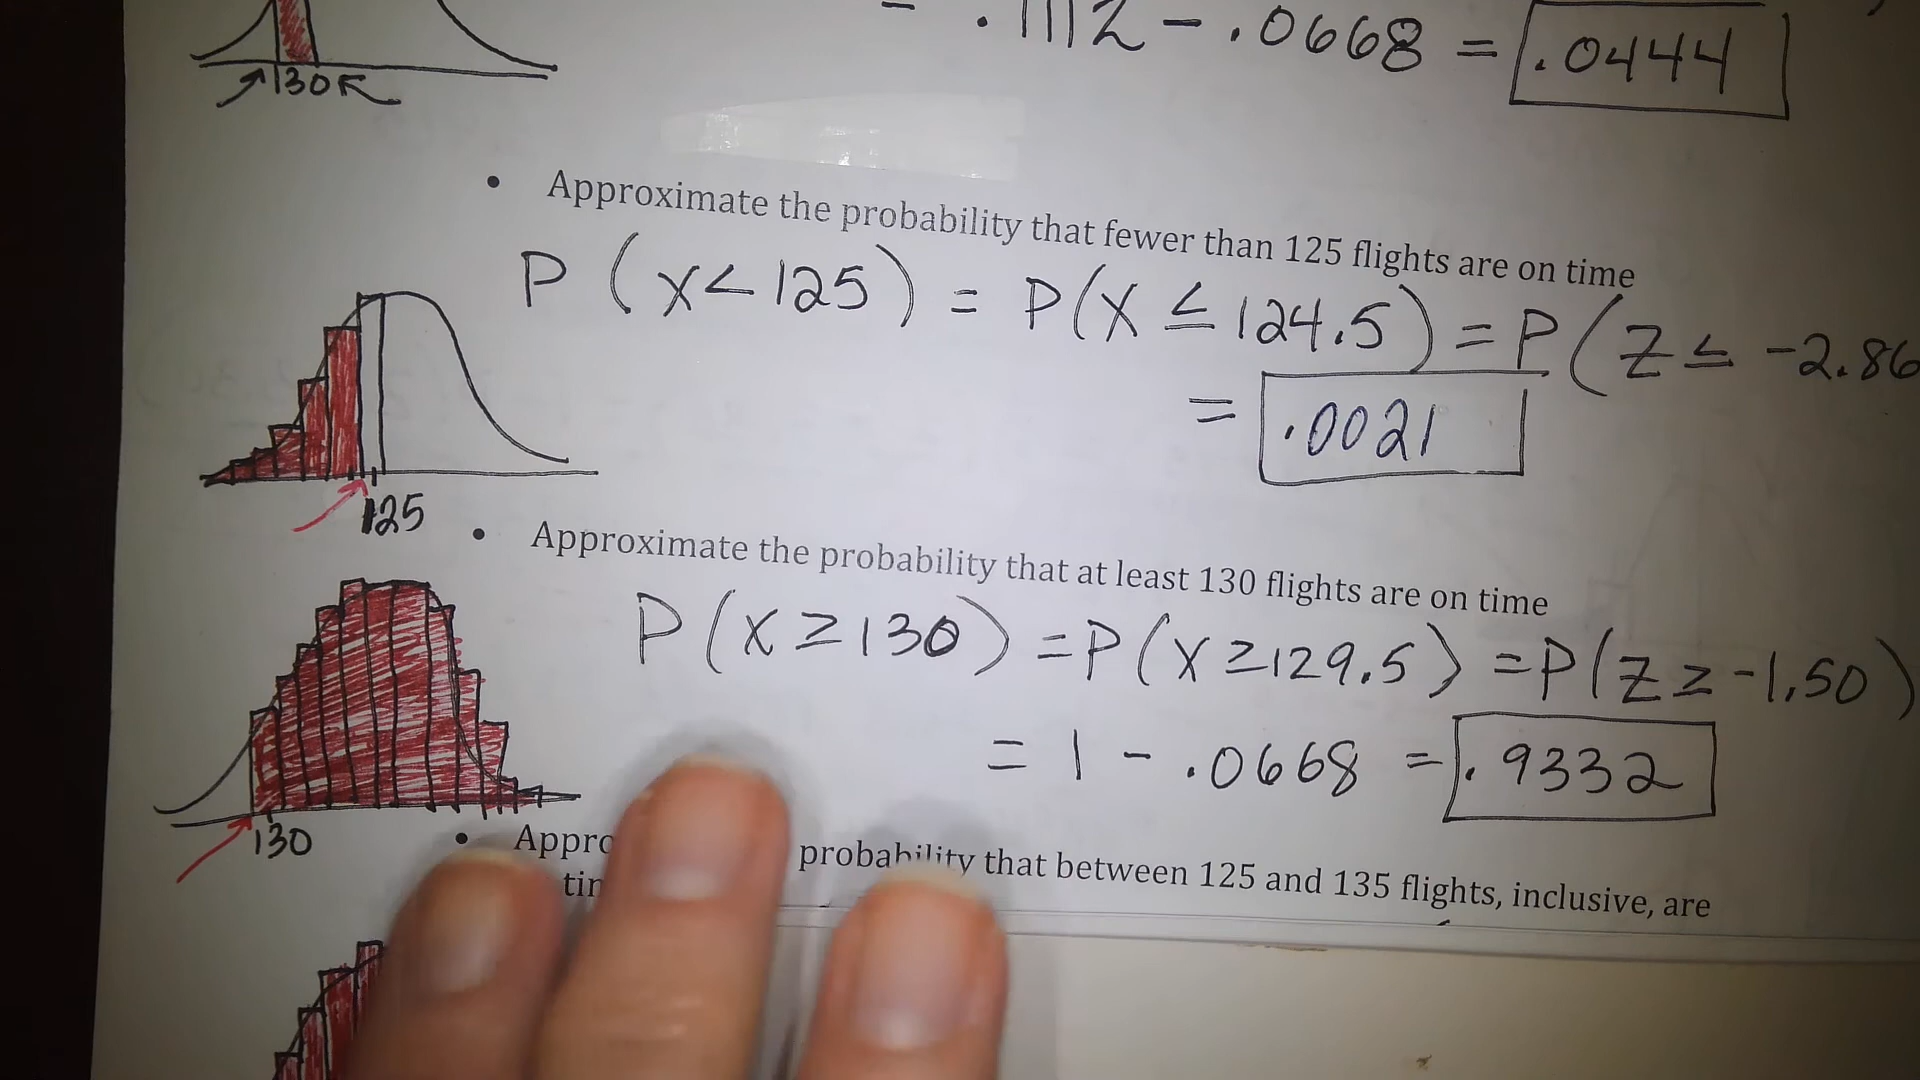 = .1112 - .0668 = .0444
130
• Approximate the probability that fewer than 125 flights are on time
P(X < 125) = P(X ≤ 124.5) = P(Z ≤ -2.86
= .0021
125
• Approximate the probability that at least 130 flights are on time
P(X ≥ 130) = P(X ≥ 129.5) = P(Z ≥ -1.50)
= 1 - .0668 = .9332
130
• probability that between 125 and 135 flights, inclusive, are